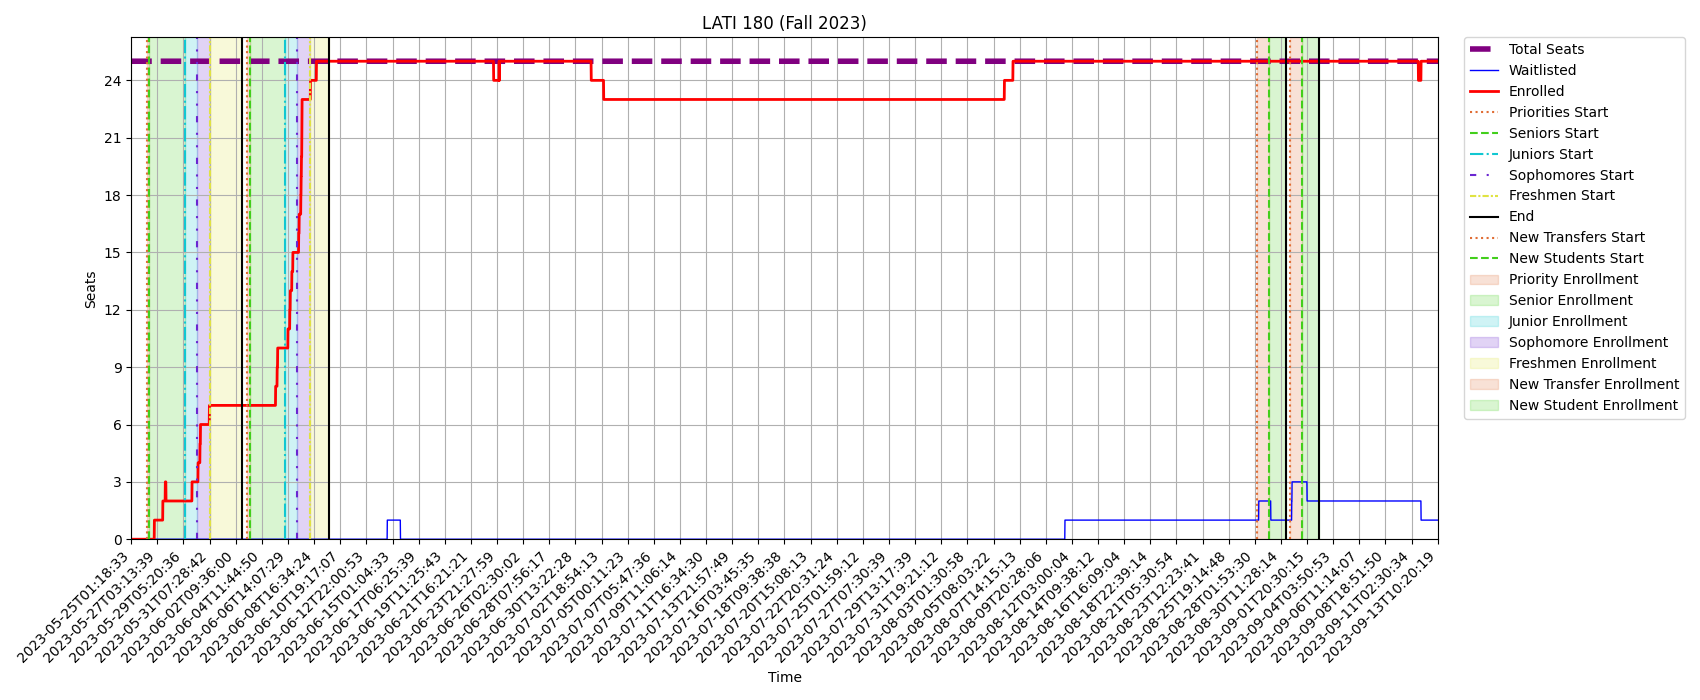 LATI 180 (Fall 2023)
Seats
24
21
18
15
12
9
6
3
0
2023-05-25T01:18:33
2023-05-27T03:13:39
2023-05-29T05:20:36
2023-05-31T07:28:42
2023-06-02T09:36:00
2023-06-04T11:44:50
2023-06-06T14:07:29
2023-06-08T16:34:24
2023-06-10T19:17:07
2023-06-12T22:00:53
2023-06-15T01:04:33
2023-06-17T06:25:39
2023-06-19T11:25:43
2023-06-21T16:21:21
2023-06-23T21:27:59
2023-06-26T02:30:02
2023-06-28T07:56:17
2023-06-30T13:22:28
2023-07-02T18:54:13
2023-07-05T00:11:23
2023-07-07T05:47:36
2023-07-09T11:06:14
2023-07-11T16:34:30
2023-07-13T21:57:49
2023-07-16T03:45:35
2023-07-18T09:38:38
2023-07-20T15:08:13
2023-07-22T20:31:24
2023-07-25T01:59:12
2023-07-27T07:30:39
2023-07-29T13:17:39
2023-07-31T19:21:12
2023-08-03T01:30:58
2023-08-05T08:03:22
2023-08-07T14:15:13
2023-08-09T20:28:06
2023-08-12T03:00:04
2023-08-14T09:38:12
2023-08-16T16:09:04
2023-08-18T22:39:14
2023-08-21T05:30:54
2023-08-23T12:23:41
2023-08-25T19:14:48
2023-08-28T01:53:30
2023-08-30T11:28:14
2023-09-01T20:30:15
2023-09-04T03:50:53
2023-09-06T11:14:07
2023-09-08T18:51:50
2023-09-11T02:30:34
2023-09-13T10:20:19
Time
Total Seats
Waitlisted
Enrolled
Priorities Start
Seniors Start
Juniors Start
Sophomores Start
Freshmen Start
End
New Transfers Start
New Students Start
Priority Enrollment
Senior Enrollment
Junior Enrollment
Sophomore Enrollment
Freshmen Enrollment
New Transfer Enrollment
New Student Enrollment